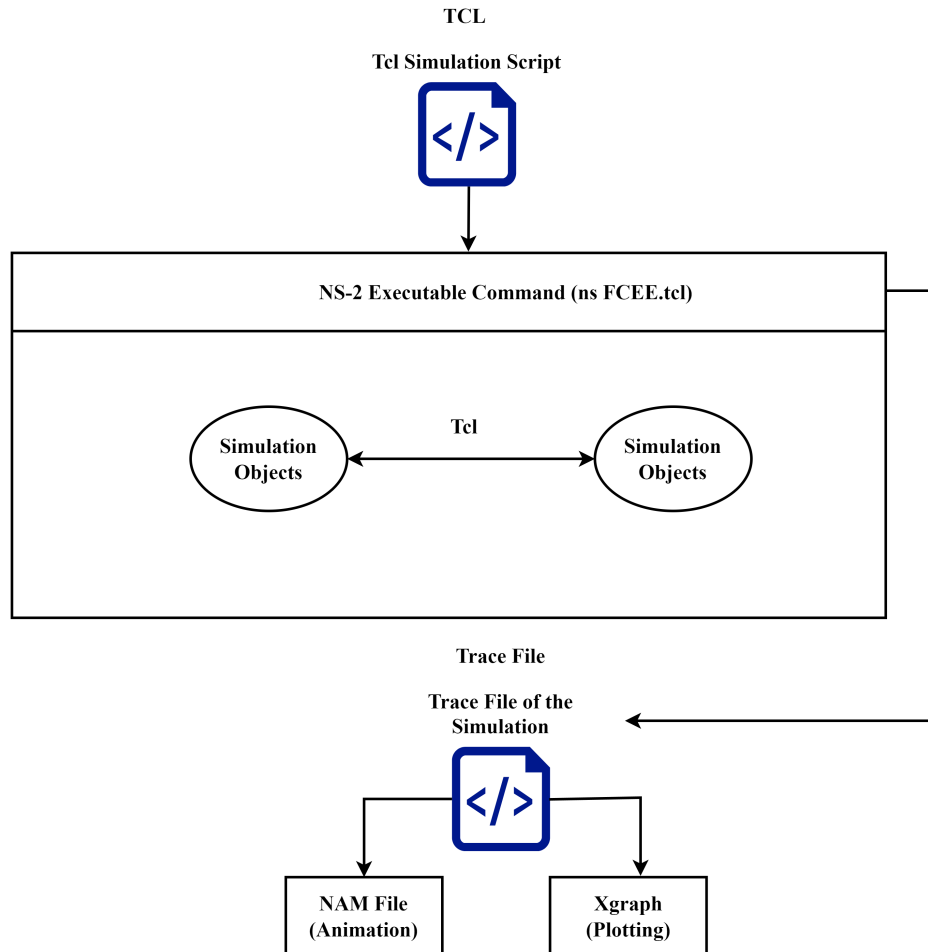 TCL
Tcl Simulation Script
</>
NS-2 Executable Command (ns FCEE.tcl)
Tcl
Simulation
Objects
Simulation
Objects
Trace File
Trace File of the
Simulation
</>
NAM File
(Animation)
Xgraph
(Plotting)